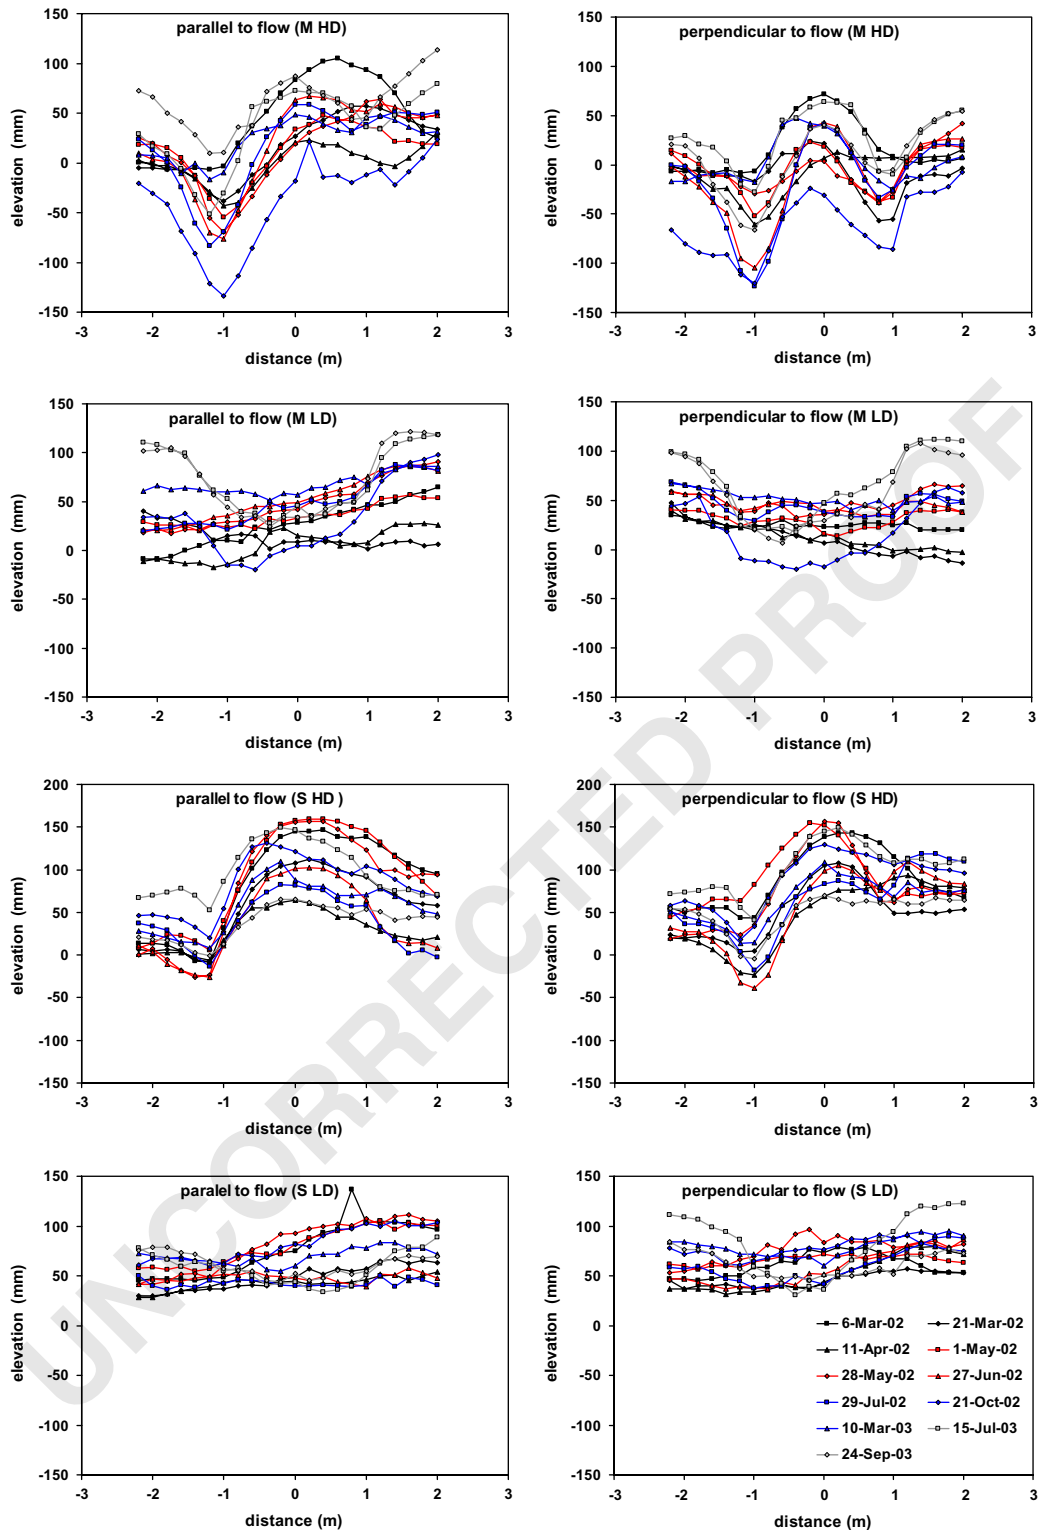 parallel to flow (M HD)
150
100
50
0
-50
-100
-150
elevation (mm)
-3 -2 -1 0 1 2 3
distance (m)
perpendicular to flow (M HD)
150
100
50
0
-50
-100
-150
elevation (mm)
-3 -2 -1 0 1 2 3
distance (m)
parallel to flow (M LD)
150
100
50
0
-50
-100
-150
elevation (mm)
-3 -2 -1 0 1 2 3
distance (m)
perpendicular to flow (M LD)
150
100
50
0
-50
-100
-150
elevation (mm)
-3 -2 -1 0 1 2 3
distance (m)
parallel to flow (S HD )
200
150
100
50
0
-50
-100
-150
elevation (mm)
-3 -2 -1 0 1 2 3
distance (m)
perpendicular to flow (S HD)
200
150
100
50
0
-50
-100
-150
elevation (mm)
-3 -2 -1 0 1 2 3
distance (m)
paralel to flow (S LD)
150
100
50
0
-50
-100
-150
elevation (mm)
-3 -2 -1 0 1 2 3
distance (m)
perpendicular to flow (S LD)
150
100
50
0
-50
-100
-150
elevation (mm)
-3 -2 -1 0 1 2 3
distance (m)
6-Mar-02 21-Mar-02
11-Apr-02 1-May-02
28-May-02 27-Jun-02
29-Jul-02 21-Oct-02
10-Mar-03 15-Jul-03
24-Sep-03
UNCORRECTED PROOF